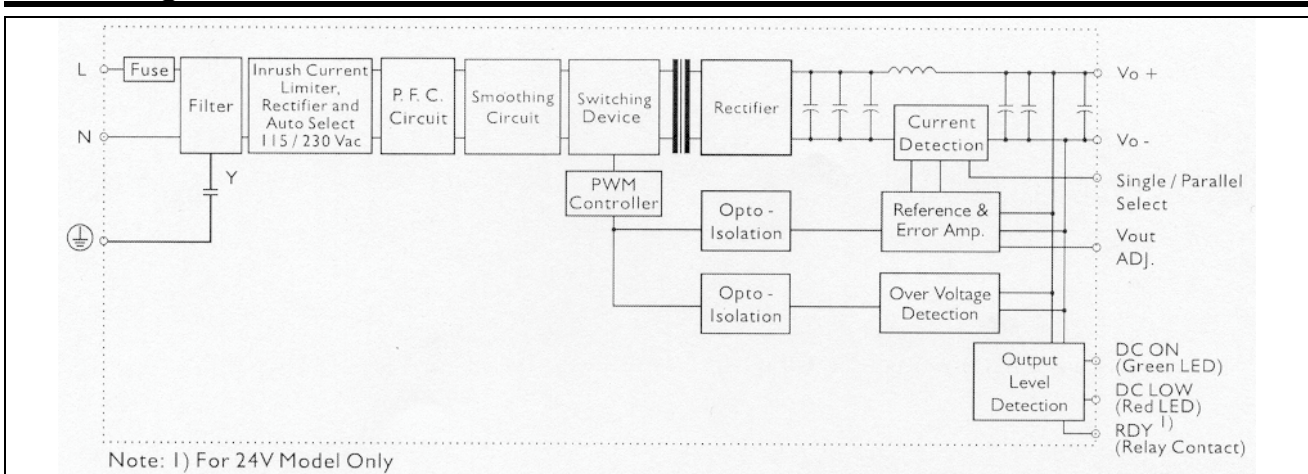 L
Fuse
Filter
Inrush Current
Limiter,
Rectifier and
Auto Select
115 / 230 Vac
P. F. C.
Circuit
Smoothing
Circuit
Switching
Device
Rectifier
Current
Detection
Vo +
N
Vo -
Y
PWM
Controller
Single / Parallel
Select
Opto -
Isolation
Reference &
Error Amp.
Vout
ADJ.
Opto -
Isolation
Over Voltage
Detection
Output
Level
Detection
DC ON
(Green LED)
DC LOW
(Red LED)
RDY 1)
(Relay Contact)
Note: 1) For 24V Model Only